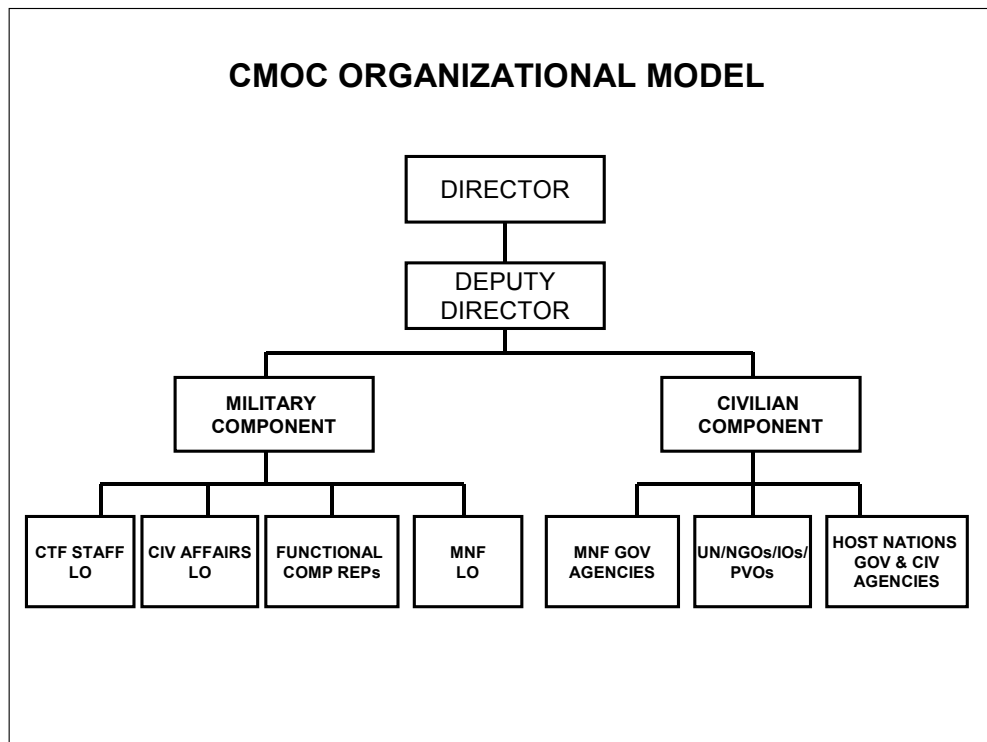 CMOC ORGANIZATIONAL MODEL
DIRECTOR
DEPUTY
DIRECTOR
MILITARY
COMPONENT
CIVILIAN
COMPONENT
CTF STAFF
LO
CIV AFFAIRS
LO
FUNCTIONAL
COMP REPs
MNF
LO
MNF GOV
AGENCIES
UN/NGOs/IOs/
PVOs
HOST NATIONS
GOV & CIV
AGENCIES